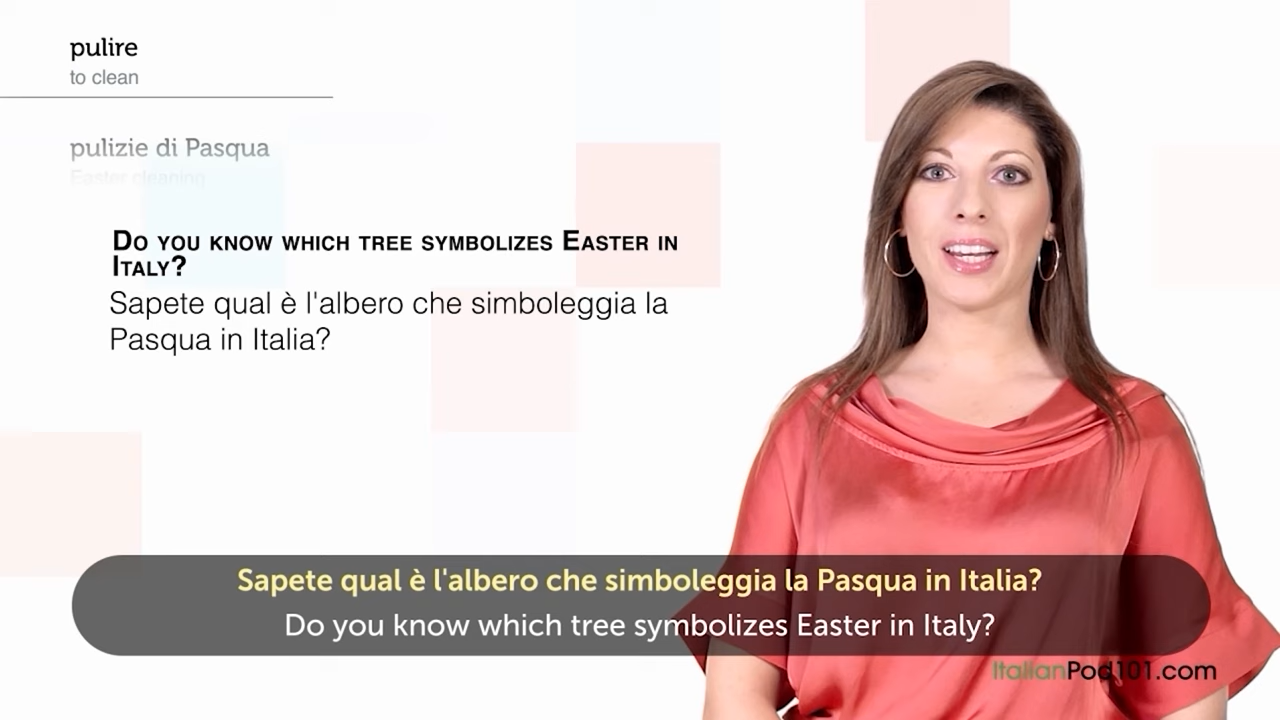 pulire
to clean
pulizie di Pasqua
Easter cleaning
Do you know which tree symbolizes Easter in
Italy?
Sapete qual è l'albero che simboleggia la
Pasqua in Italia?
Sapete qual è l'albero che simboleggia la Pasqua in Italia?
Do you know which tree symbolizes Easter in Italy?
ItalianPod101.com